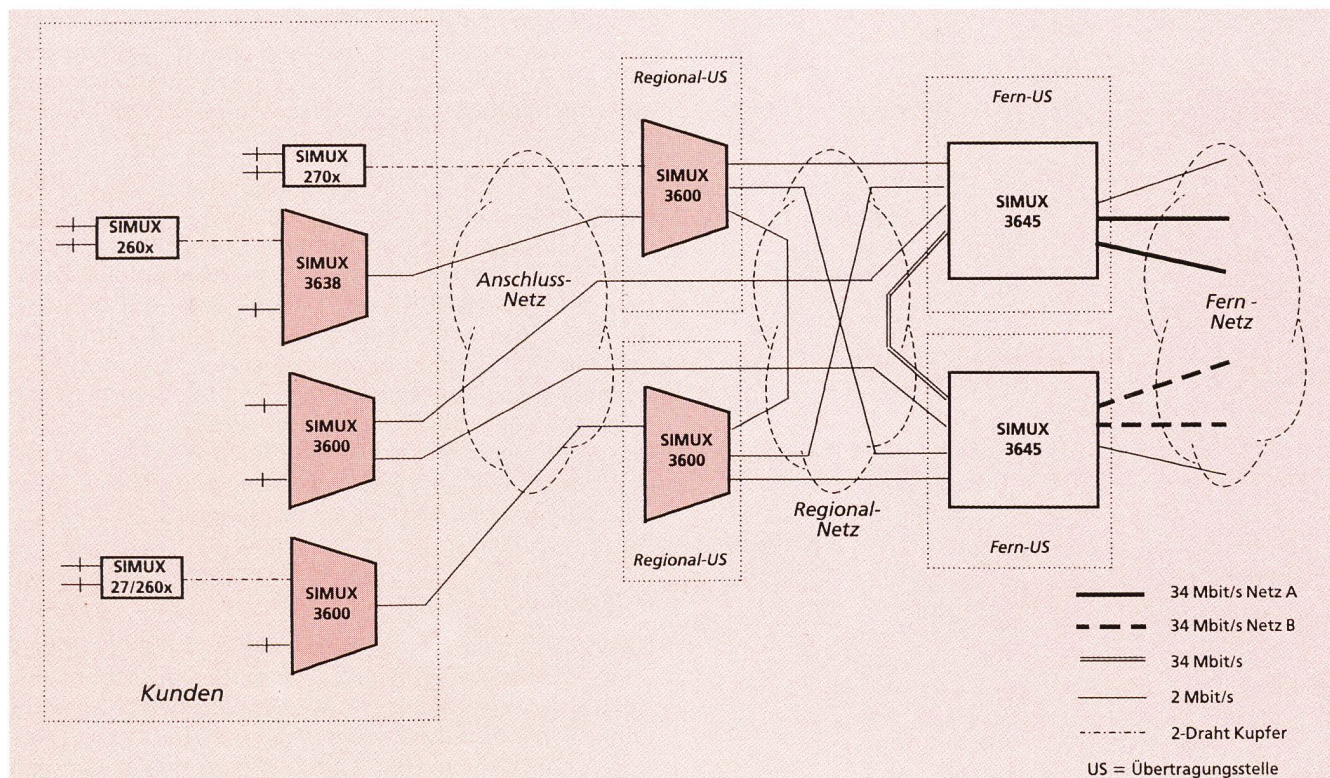 Regional-US
Fern-US
SIMUX
270x
SIMUX
3600
SIMUX
3645
SIMUX
260x
SIMUX
3638
Anschluss-
Netz
Fern -
Netz
SIMUX
3600
SIMUX
3600
SIMUX
3645
Regional-
Netz
Regional-US
Fern-US
SIMUX
27/260x
SIMUX
3600
Kunden
34 Mbit/s Netz A
34 Mbit/s Netz B
34 Mbit/s
2 Mbit/s
2-Draht Kupfer
US = Übertragungsstelle